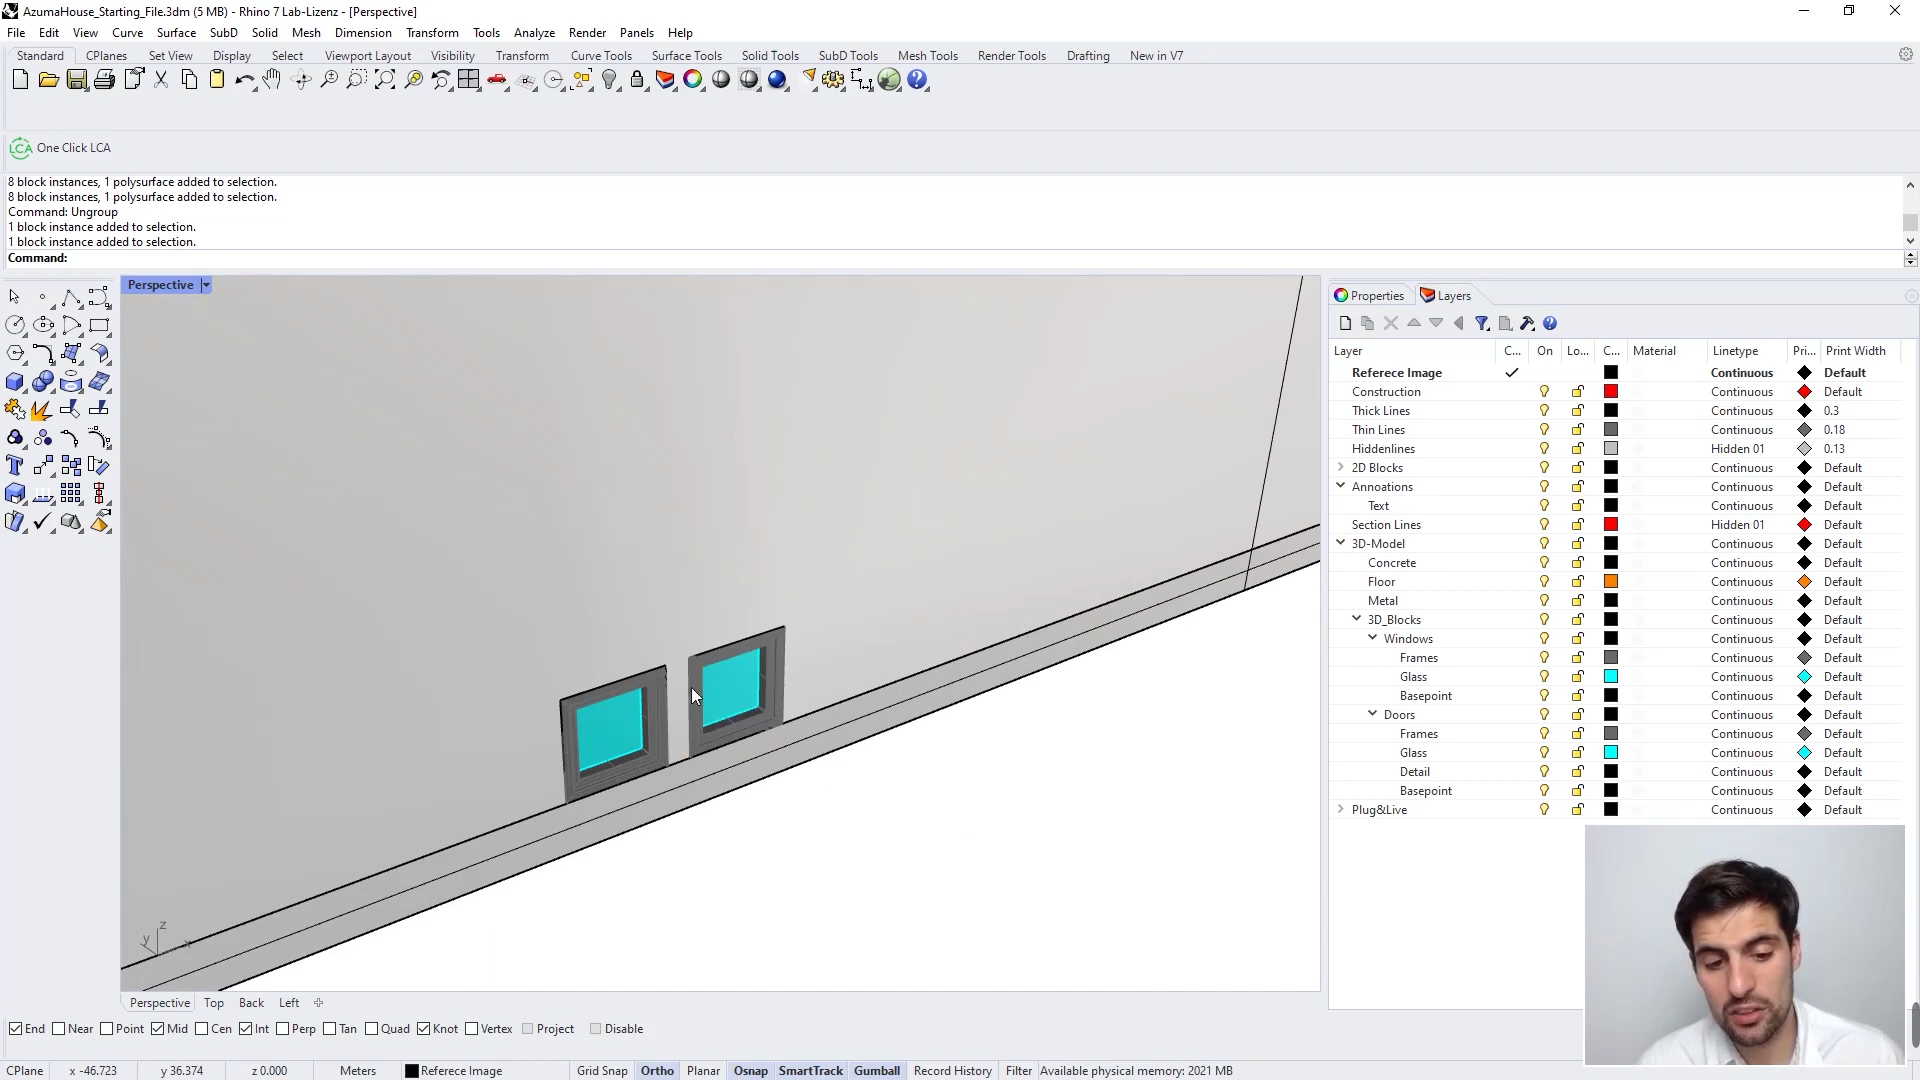 AzumaHouse_Starting_File.3dm (5 MB) - Rhino 7 Lab-Lizenz - [Perspective]
File Edit View Curve Surface SubD Solid Mesh Dimension Transform Tools Analyze Render Panels Help
Standard CPlanes Set View Display Select Viewport Layout Visibility Transform Curve Tools Surface Tools Solid Tools SubD Tools Mesh Tools Render Tools Drafting New in V7
LCA One Click LCA
8 block instances, 1 polysurface added to selection.
8 block instances, 1 polysurface added to selection.
Command: Ungroup
1 block instance added to selection.
1 block instance added to selection.
Command:
Perspective
z
y
x
Properties Layers
Layer C... On Lo... C... Material Linetype Pri... Print Width
Referece Image Continuous Default
Construction Continuous Default
Thick Lines Continuous 0.3
Thin Lines Continuous 0.18
Hiddenlines Hidden 01 0.13
2D Blocks Continuous Default
Annoations Continuous Default
Text Continuous Default
Section Lines Hidden 01 Default
3D-Model Continuous Default
Concrete Continuous Default
Floor Continuous Default
Metal Continuous Default
3D_Blocks Continuous Default
Windows Continuous Default
Frames Continuous Default
Glass Continuous Default
Basepoint Continuous Default
Doors Continuous Default
Frames Continuous Default
Glass Continuous Default
Detail Continuous Default
Basepoint Continuous Default
Plug&Live Continuous Default
Perspective Top Back Left
End Near Point Mid Cen Int Perp Tan Quad Knot Vertex Project Disable
CPlane x -46.723 y 36.374 z 0.000 Meters Referece Image Grid Snap Ortho Planar Osnap SmartTrack Gumball Record History Filter Available physical memory: 2021 MB